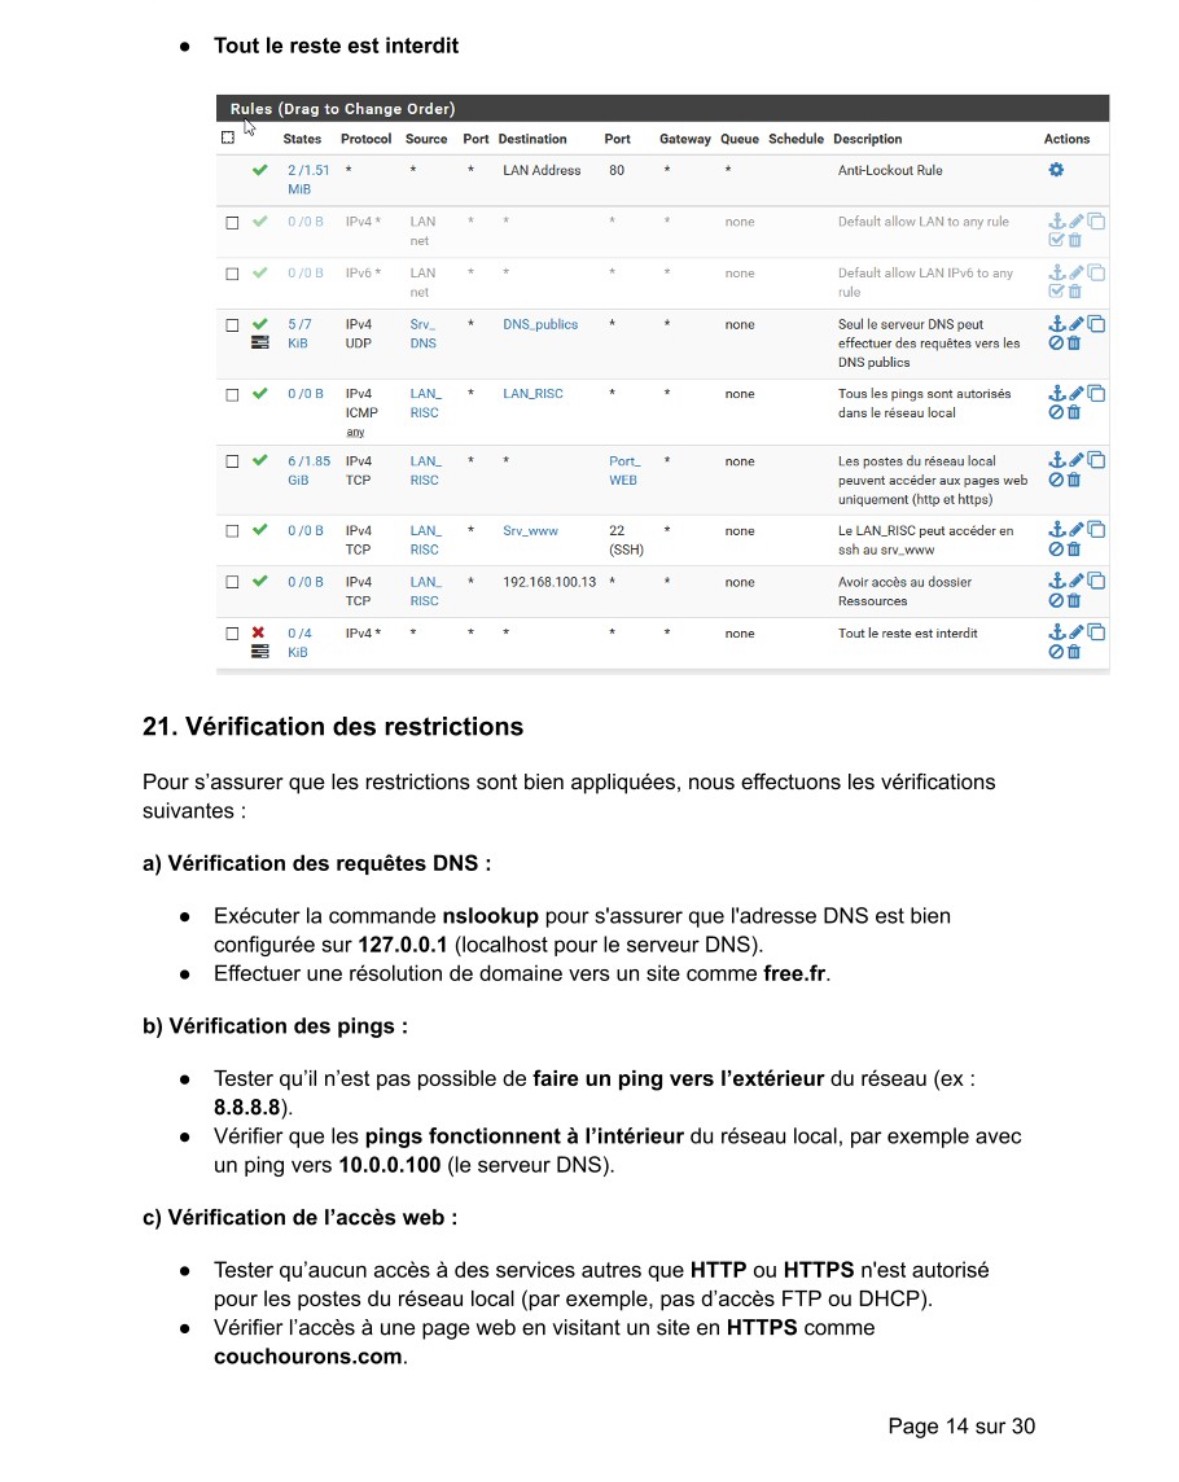 ● Tout le reste est interdit
Rules (Drag to Change Order)
States Protocol Source Port Destination Port Gateway Queue Schedule Description Actions
2 /1.51 MiB * * * LAN Address 80 * * Anti-Lockout Rule
0 /0 B IPv4 * LAN net * * * * none Default allow LAN to any rule
0 /0 B IPv6 * LAN net * * * * none Default allow LAN IPv6 to any rule
5 /7 KiB IPv4 UDP Srv_DNS * DNS_publics * * none Seul le serveur DNS peut effectuer des requêtes vers les DNS publics
0 /0 B IPv4 ICMP any LAN_RISC * LAN_RISC * * none Tous les pings sont autorisés dans le réseau local
6 /1.85 GiB IPv4 TCP LAN_RISC * * Port_WEB * none Les postes du réseau local peuvent accéder aux pages web uniquement (http et https)
0 /0 B IPv4 TCP LAN_RISC * Srv_www 22 (SSH) * none Le LAN_RISC peut accéder en ssh au srv_www
0 /0 B IPv4 TCP LAN_RISC * 192.168.100.13 * * none Avoir accès au dossier Ressources
0 /4 KiB IPv4 * * * * * * none Tout le reste est interdit
21. Vérification des restrictions
Pour s'assurer que les restrictions sont bien appliquées, nous effectuons les vérifications
suivantes :
a) Vérification des requêtes DNS :
● Exécuter la commande nslookup pour s'assurer que l'adresse DNS est bien
configurée sur 127.0.0.1 (localhost pour le serveur DNS).
● Effectuer une résolution de domaine vers un site comme free.fr.
b) Vérification des pings :
● Tester qu'il n'est pas possible de faire un ping vers l'extérieur du réseau (ex :
8.8.8.8).
● Vérifier que les pings fonctionnent à l'intérieur du réseau local, par exemple avec
un ping vers 10.0.0.100 (le serveur DNS).
c) Vérification de l'accès web :
● Tester qu'aucun accès à des services autres que HTTP ou HTTPS n'est autorisé
pour les postes du réseau local (par exemple, pas d'accès FTP ou DHCP).
● Vérifier l'accès à une page web en visitant un site en HTTPS comme
couchourons.com.
Page 14 sur 30